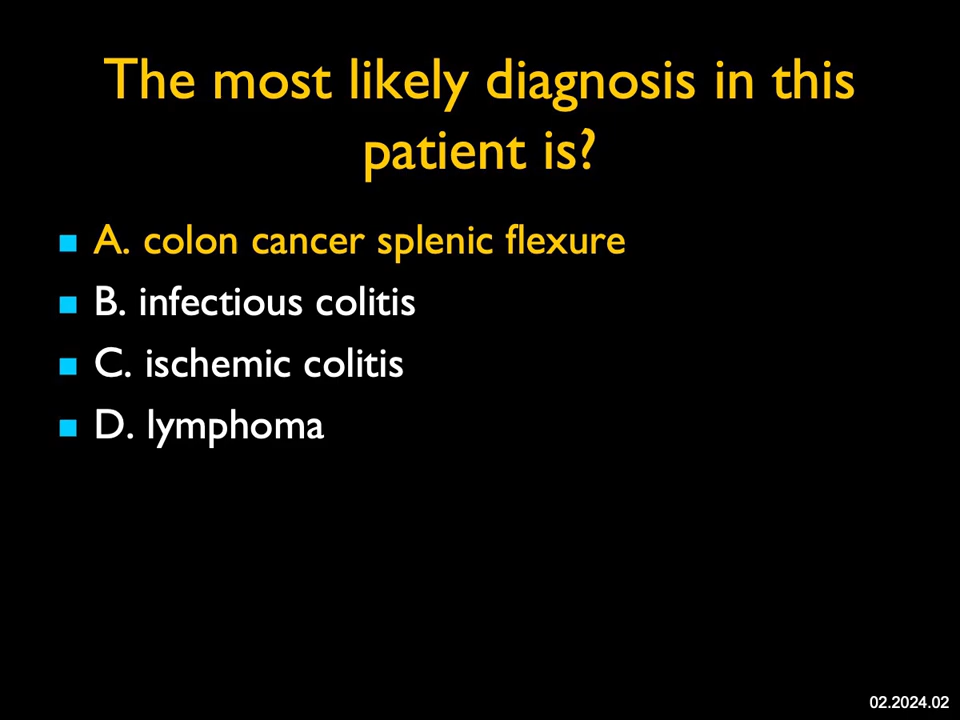 The most likely diagnosis in this
patient is?
A. colon cancer splenic flexure
B. infectious colitis
C. ischemic colitis
D. lymphoma
02.2024.02